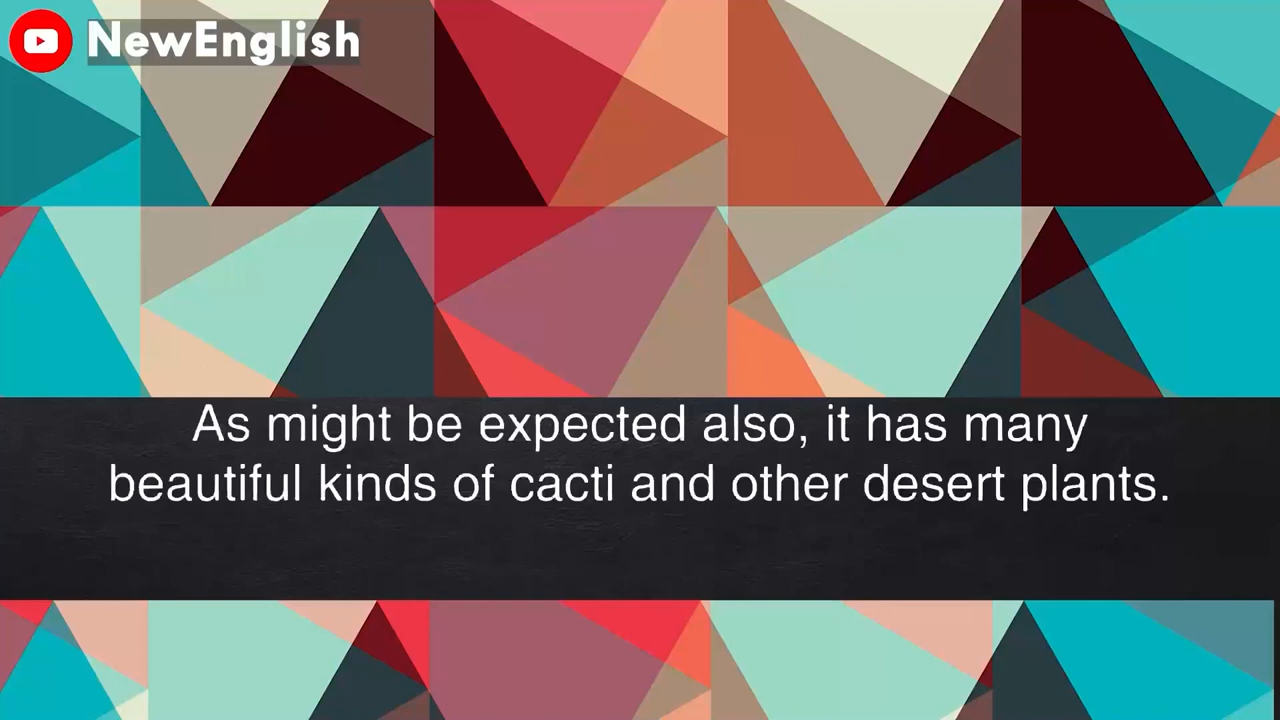 NewEnglish
As might be expected also, it has many
beautiful kinds of cacti and other desert plants.